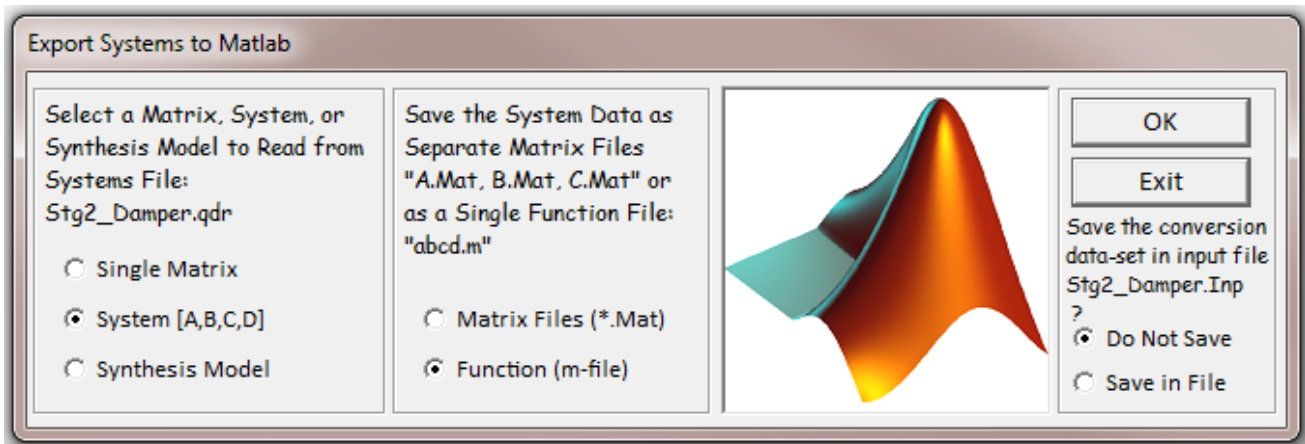 Export Systems to Matlab
Select a Matrix, System, or
Synthesis Model to Read from
Systems File:
Stg2_Damper.qdr
Single Matrix
System [A,B,C,D]
Synthesis Model
Save the System Data as
Separate Matrix Files
"A.Mat, B.Mat, C.Mat" or
as a Single Function File:
"abcd.m"
Matrix Files (*.Mat)
Function (m-file)
OK
Exit
Save the conversion
data-set in input file
Stg2_Damper.Inp
?
Do Not Save
Save in File